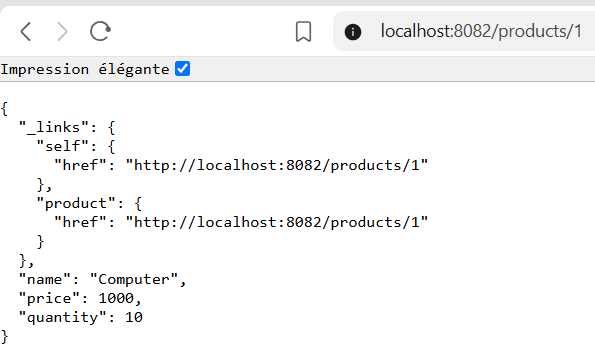 localhost:8082/products/1
Impression élégante
{
  "_links": {
    "self": {
      "href": "http://localhost:8082/products/1"
    },
    "product": {
      "href": "http://localhost:8082/products/1"
    }
  },
  "name": "Computer",
  "price": 1000,
  "quantity": 10
}